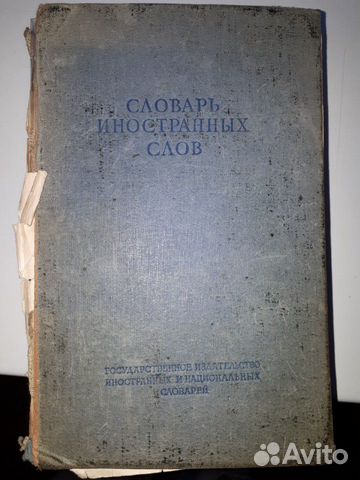 СЛОВАРЬ
ИНОСТРАННЫХ
СЛОВ
ГОСУДАРСТВЕННОЕ ИЗДАТЕЛЬСТВО
ИНОСТРАННЫХ И НАЦИОНАЛЬНЫХ
СЛОВАРЕЙ
Avito